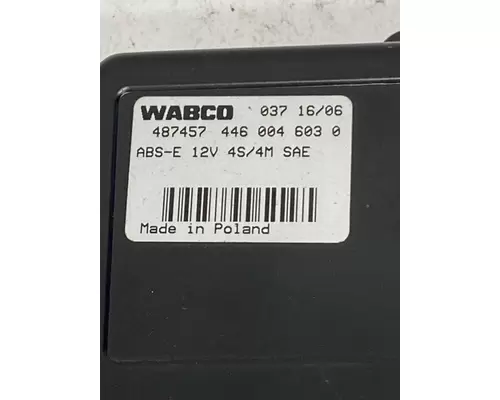 WABCO 037 16/06
487457 446 004 603 0
ABS-E 12V 4S/4M SAE
Made in Poland